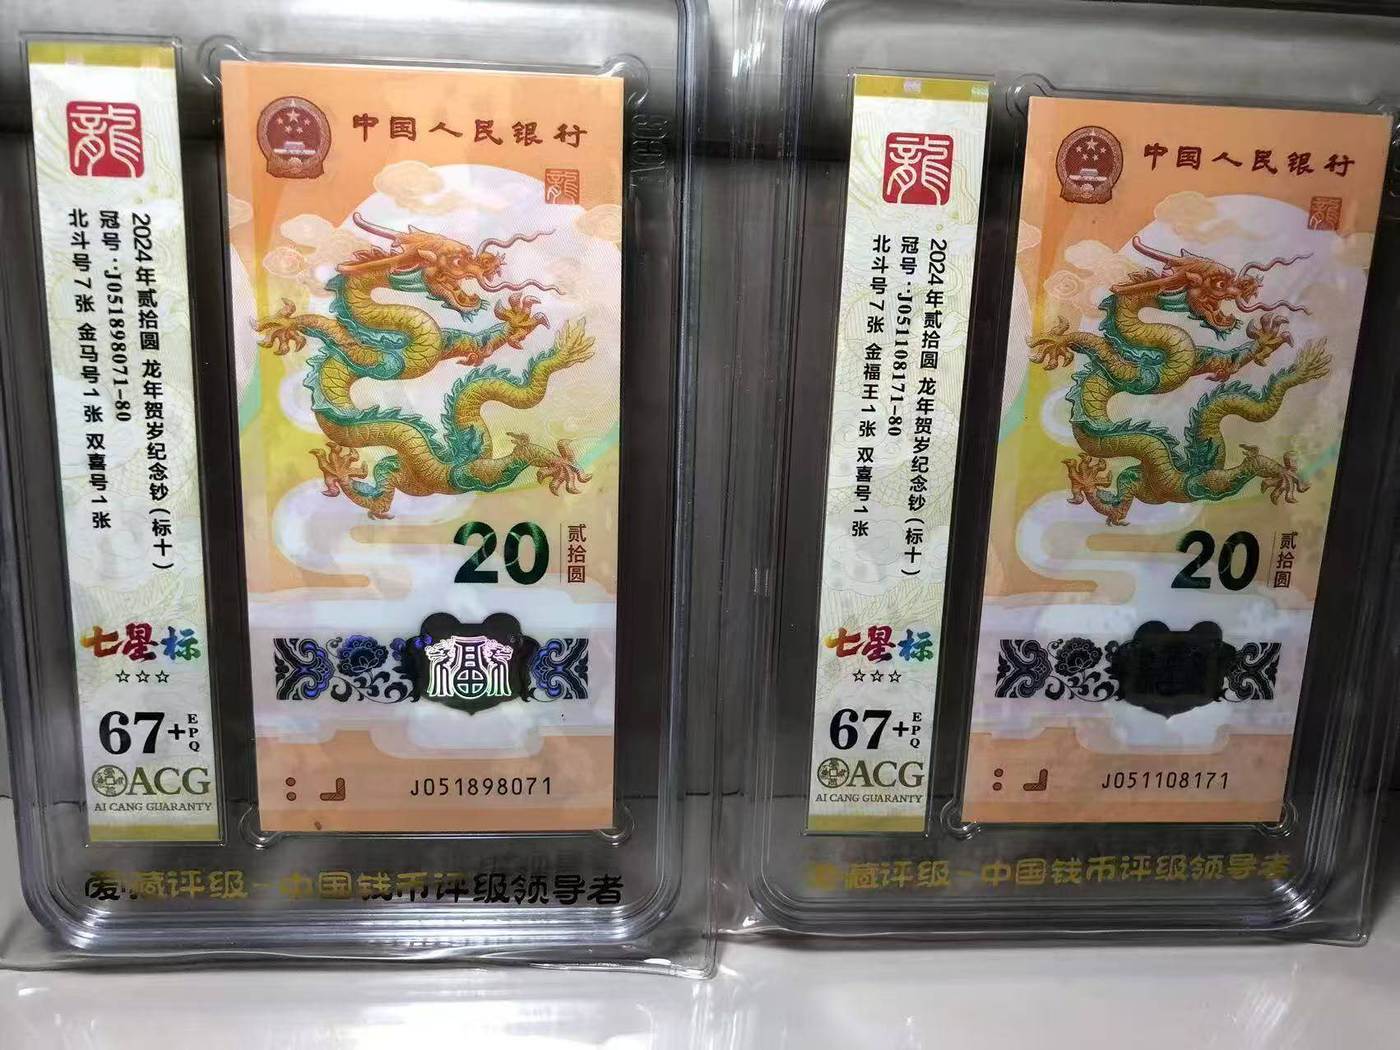 龍
2024年贰拾圆 龙年贺岁纪念钞(标十)
冠号:J051898071-80
北斗号7张 金马号1张 双喜号1张
七星标
☆☆☆
67+EPQ
ACG
AI CANG GUARANTY
中国人民银行
龍
20
贰拾圆
福
J051898071
爱藏评级-中国钱币评级领导者
龍
2024年贰拾圆 龙年贺岁纪念钞(标十)
冠号:J051108171-80
北斗号7张 金福王1张 双喜号1张
七星标
☆☆☆
67+EPQ
ACG
AI CANG GUARANTY
中国人民银行
龍
20
贰拾圆
J051108171
爱藏评级-中国钱币评级领导者